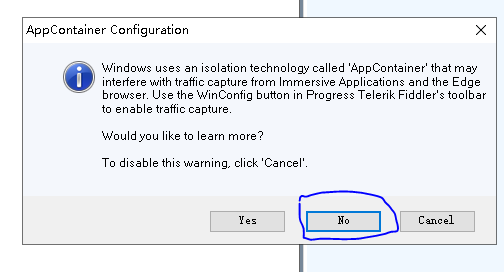 AppContainer Configuration
Windows uses an isolation technology called 'AppContainer' that may
interfere with traffic capture from Immersive Applications and the Edge
browser. Use the WinConfig button in Progress Telerik Fiddler's toolbar
to enable traffic capture.
Would you like to learn more?
To disable this warning, click 'Cancel'.
Yes
No
Cancel